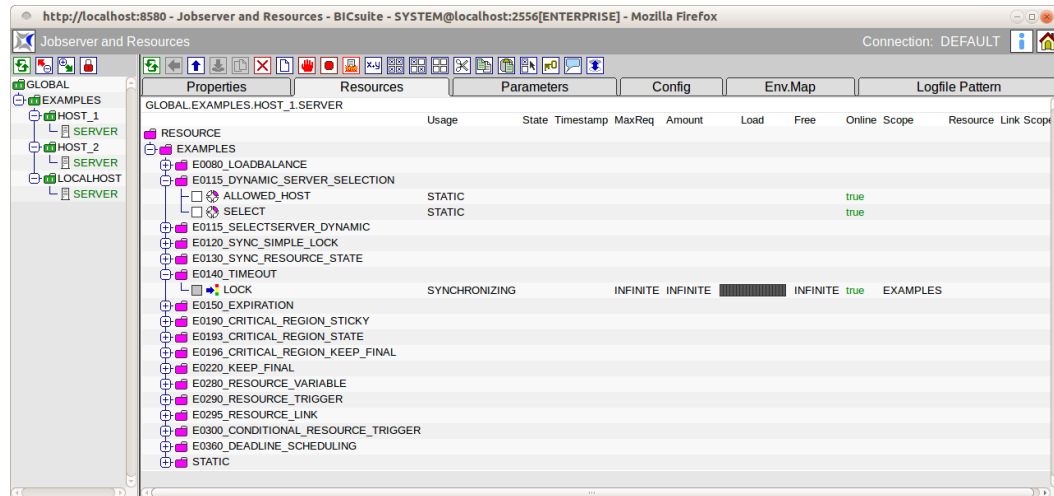 http://localhost:8580 - Jobserver and Resources - BICsuite - SYSTEM@localhost:2556[ENTERPRISE] - Mozilla Firefox
Jobserver and Resources Connection: DEFAULT
GLOBAL
EXAMPLES
HOST_1
SERVER
HOST_2
SERVER
LOCALHOST
SERVER
Properties Resources Parameters Config Env.Map Logfile Pattern
GLOBAL.EXAMPLES.HOST_1.SERVER
Usage State Timestamp MaxReq Amount Load Free Online Scope Resource Link Scope
RESOURCE
EXAMPLES
E0080_LOADBALANCE
E0115_DYNAMIC_SERVER_SELECTION
ALLOWED_HOST STATIC true
SELECT STATIC true
E0115_SELECTSERVER_DYNAMIC
E0120_SYNC_SIMPLE_LOCK
E0130_SYNC_RESOURCE_STATE
E0140_TIMEOUT
LOCK SYNCHRONIZING INFINITE INFINITE INFINITE true EXAMPLES
E0150_EXPIRATION
E0190_CRITICAL_REGION_STICKY
E0193_CRITICAL_REGION_STATE
E0196_CRITICAL_REGION_KEEP_FINAL
E0220_KEEP_FINAL
E0280_RESOURCE_VARIABLE
E0290_RESOURCE_TRIGGER
E0295_RESOURCE_LINK
E0300_CONDITIONAL_RESOURCE_TRIGGER
E0360_DEADLINE_SCHEDULING
STATIC